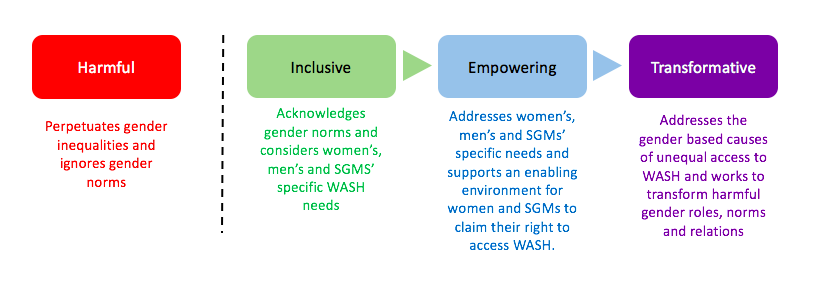 Harmful
Perpetuates gender
inequalities and
ignores gender
norms
Inclusive
Acknowledges
gender norms and
considers women’s,
men’s and SGMS’
specific WASH
needs
Empowering
Addresses women’s,
men’s and SGMs’
specific needs and
supports an enabling
environment for
women and SGMs to
claim their right to
access WASH.
Transformative
Addresses the
gender based causes
of unequal access to
WASH and works to
transform harmful
gender roles, norms
and relations